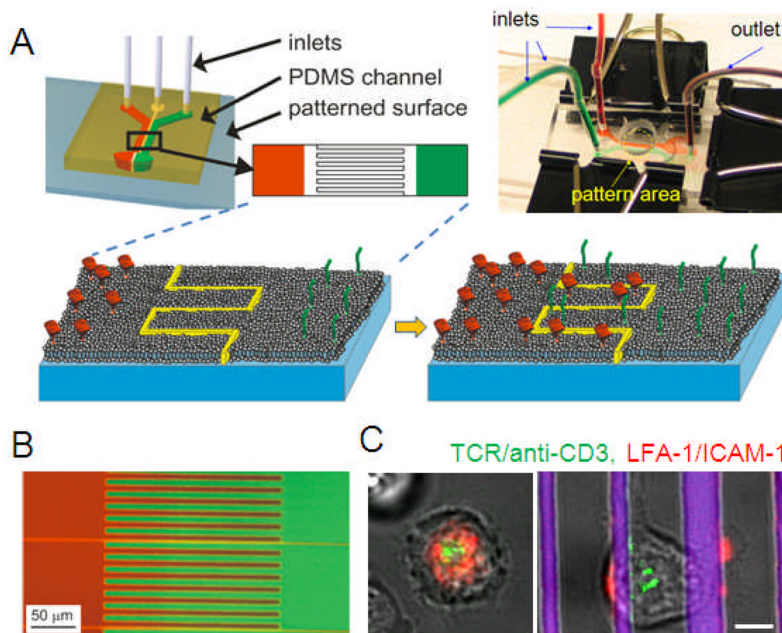 A
inlets
PDMS channel
patterned surface
inlets
outlet
pattern area
B
50 μm
C
TCR/anti-CD3, LFA-1/ICAM-1